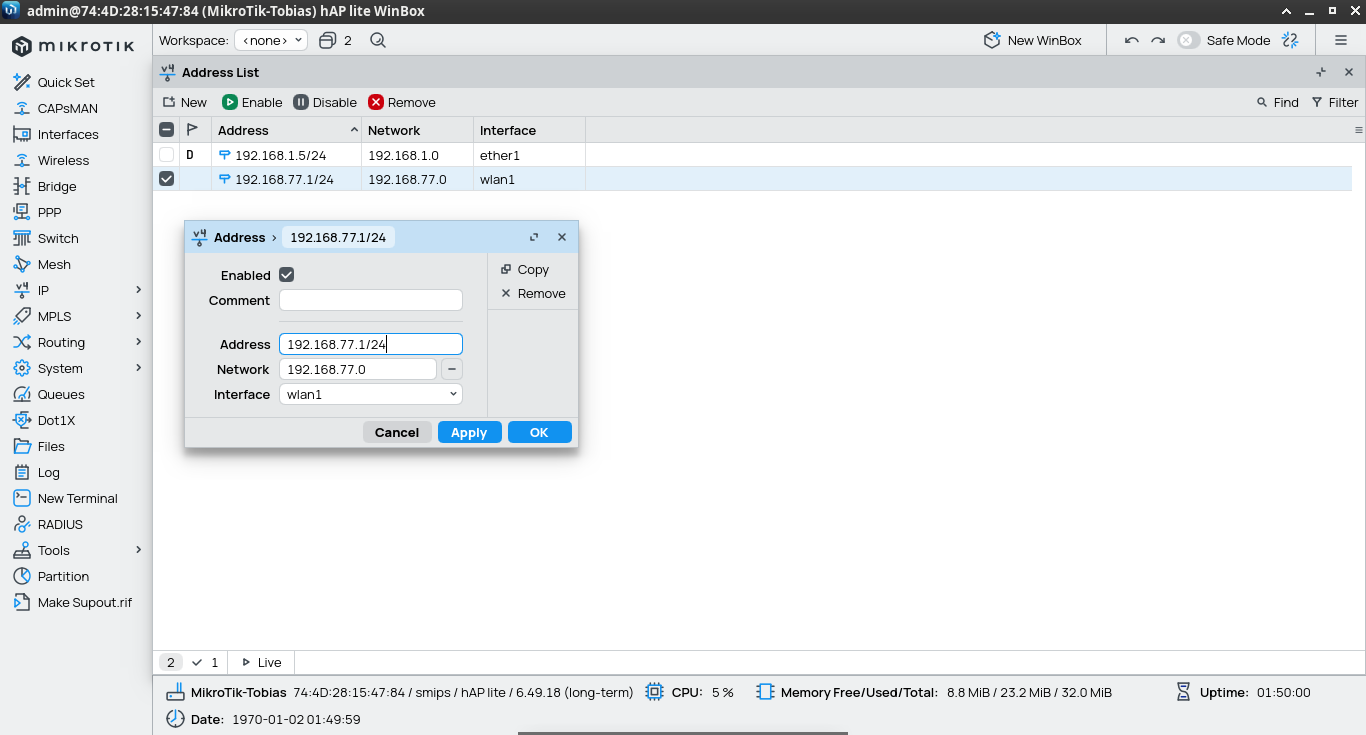 admin@74:4D:28:15:47:84 (MikroTik-Tobias) hAP lite WinBox
MikroTik
Workspace: <none> 2 New WinBox Safe Mode
Quick Set
CAPsMAN
Interfaces
Wireless
Bridge
PPP
Switch
Mesh
IP
MPLS
Routing
System
Queues
Dot1X
Files
Log
New Terminal
RADIUS
Tools
Partition
Make Supout.rif
v4 Address List
New Enable Disable Remove Find Filter
Address Network Interface
D 192.168.1.5/24 192.168.1.0 ether1
192.168.77.1/24 192.168.77.0 wlan1
v4 Address > 192.168.77.1/24
Enabled
Comment
Address 192.168.77.1/24
Network 192.168.77.0
Interface wlan1
Copy
Remove
Cancel Apply OK
2 1 Live
MikroTik-Tobias 74:4D:28:15:47:84 / smips / hAP lite / 6.49.18 (long-term) CPU: 5 % Memory Free/Used/Total: 8.8 MiB / 23.2 MiB / 32.0 MiB Uptime: 01:50:00
Date: 1970-01-02 01:49:59